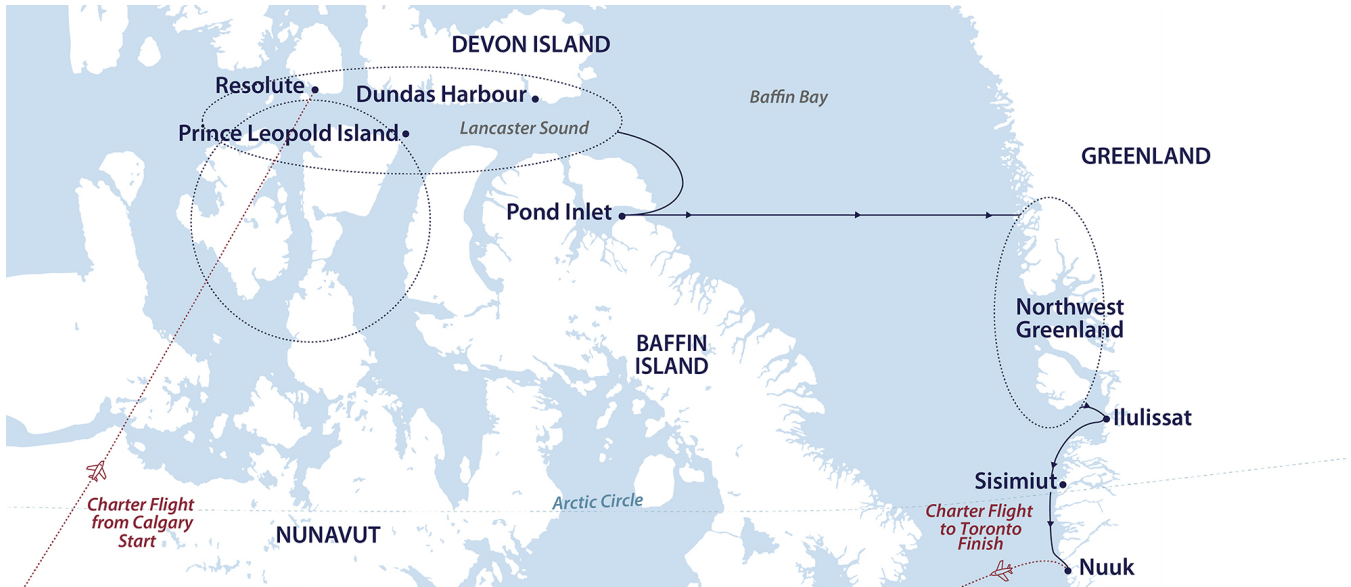 DEVON ISLAND
Resolute
Dundas Harbour
Baffin Bay
Prince Leopold Island
Lancaster Sound
GREENLAND
Pond Inlet
Northwest
Greenland
BAFFIN
ISLAND
Ilulissat
Sisimiut
Arctic Circle
Charter Flight
from Calgary
Start
Charter Flight
to Toronto
Finish
NUNAVUT
Nuuk